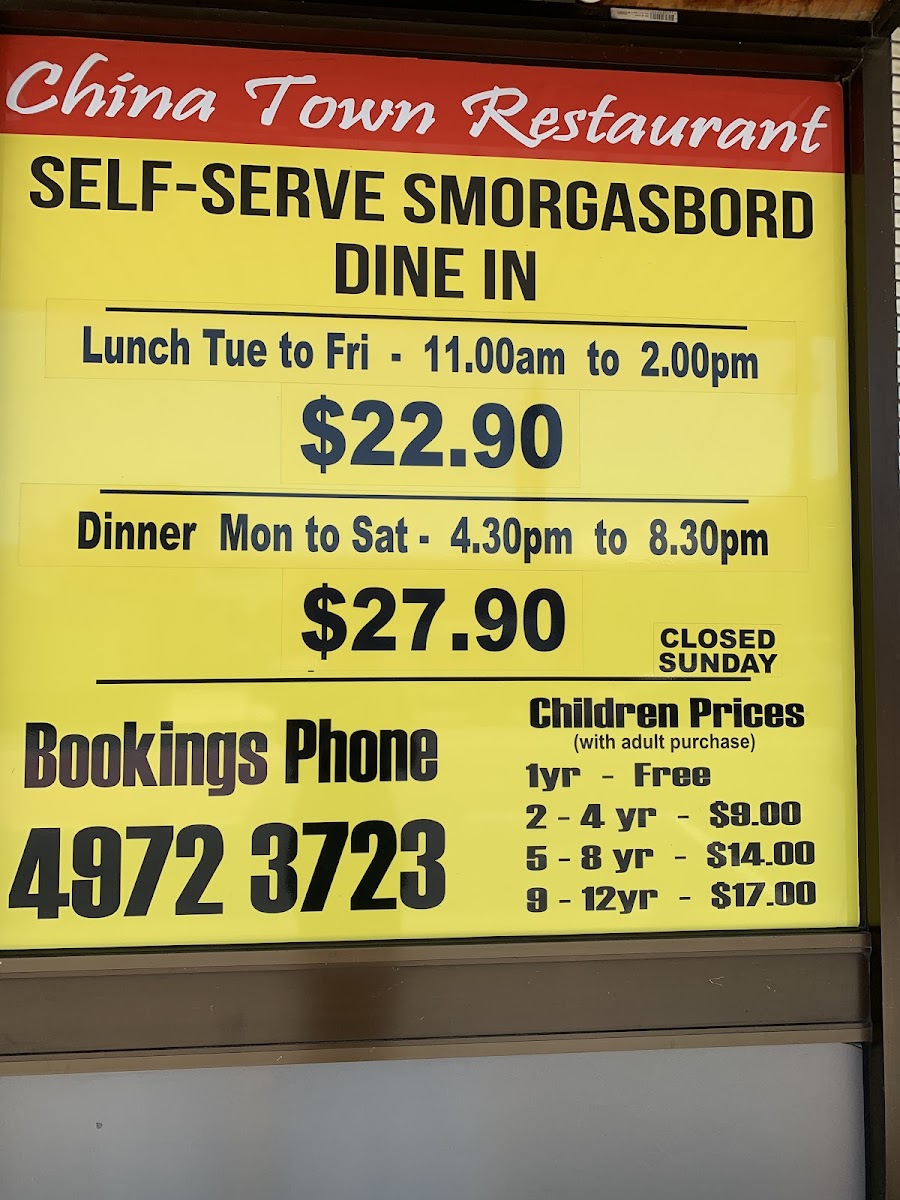 China Town Restaurant
SELF-SERVE SMORGASBORD
DINE IN
Lunch Tue to Fri - 11.00am to 2.00pm
$22.90
Dinner Mon to Sat - 4.30pm to 8.30pm
$27.90
CLOSED
SUNDAY
Bookings Phone
4972 3723
Children Prices
(with adult purchase)
1yr - Free
2 - 4 yr - $9.00
5 - 8 yr - $14.00
9 - 12yr - $17.00